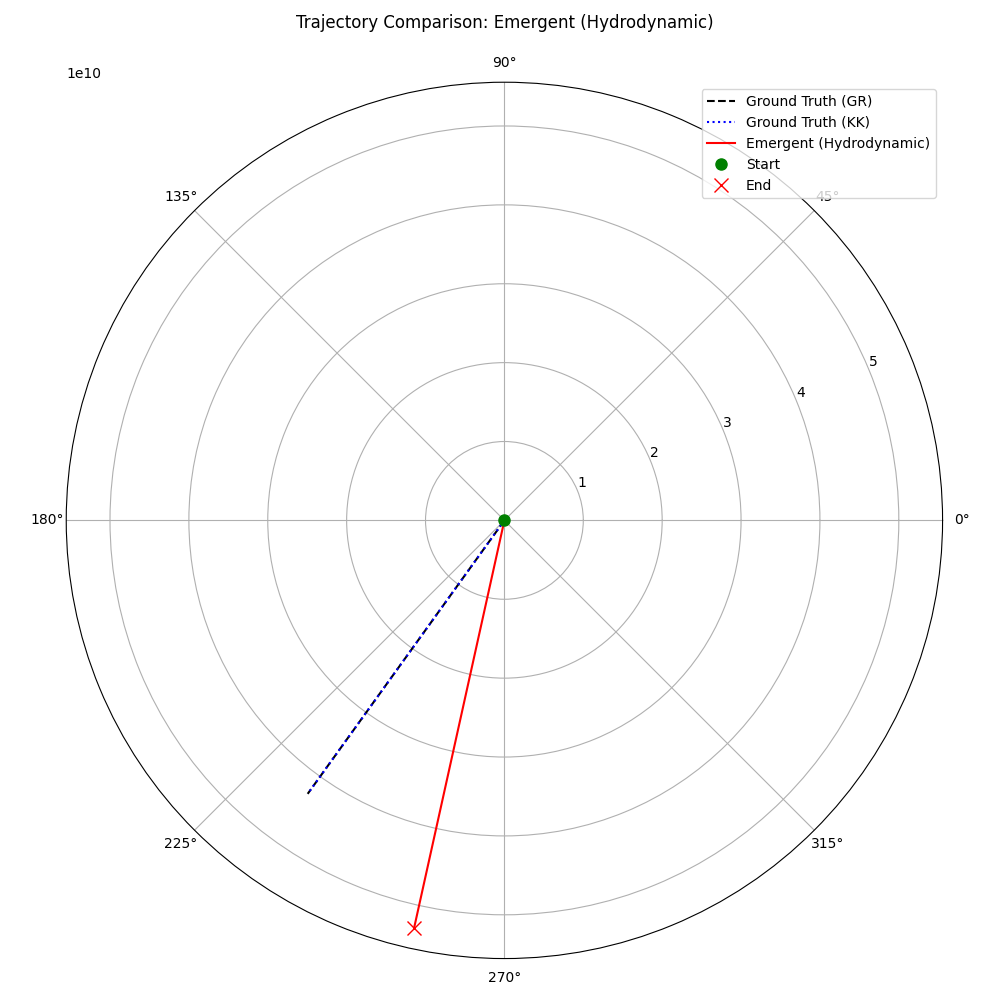 Trajectory Comparison: Emergent (Hydrodynamic)
1e10
90°
Ground Truth (GR)
Ground Truth (KK)
Emergent (Hydrodynamic)
Start
End
135°
45°
5
4
3
2
1
180°
0°
225°
315°
270°